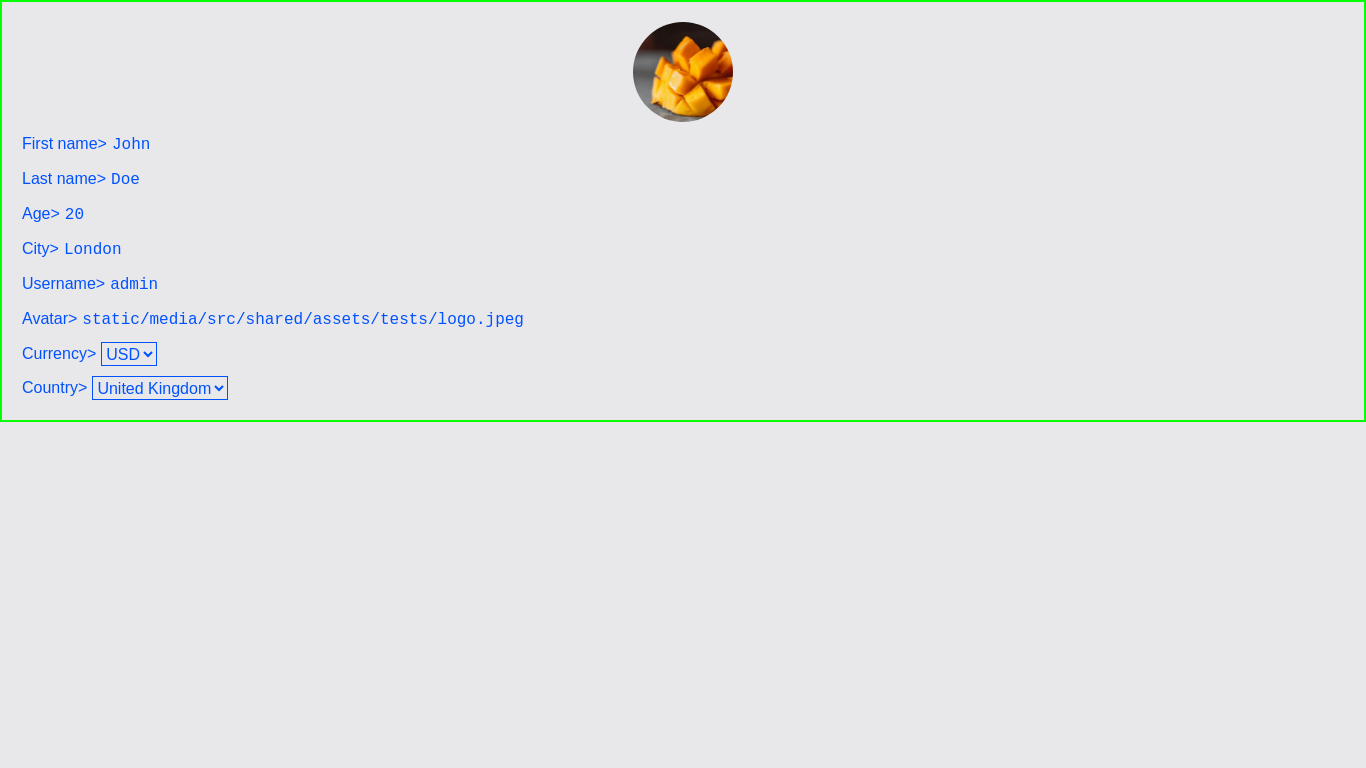 First name> John
Last name> Doe
Age> 20
City> London
Username> admin
Avatar> static/media/src/shared/assets/tests/logo.jpeg
Currency> USD
Country> United Kingdom